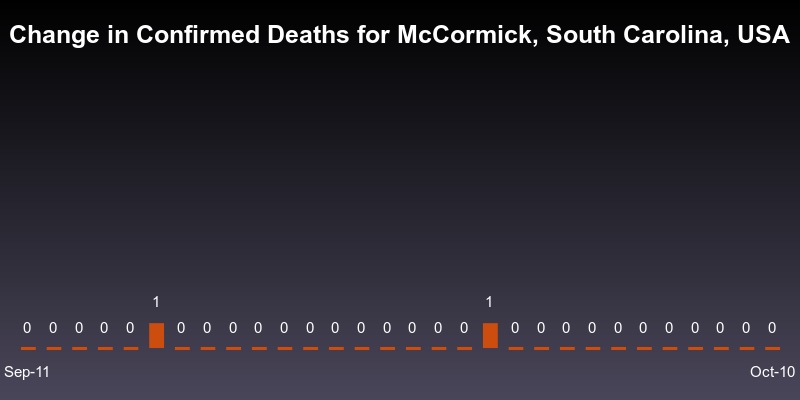 Change in Confirmed Deaths for McCormick, South Carolina, USA
1 1
0 0 0 0 0 0 0 0 0 0 0 0 0 0 0 0 0 0 0 0 0 0 0 0 0 0 0 0
Sep-11 Oct-10